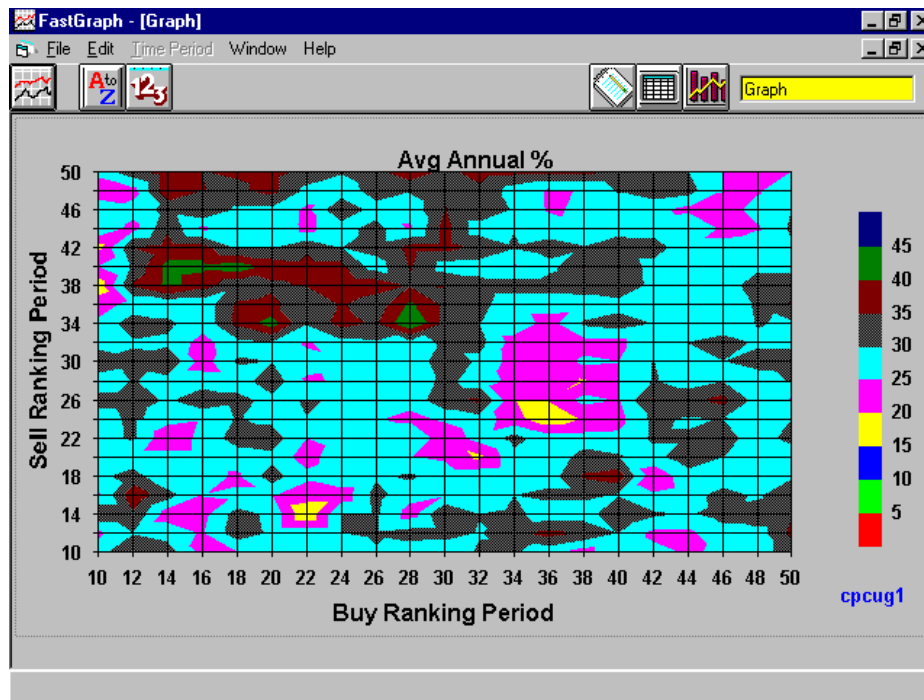 FastGraph - [Graph]
File Edit Time Period Window Help
A to Z 123 Graph
Avg Annual %
50
46
42
38
34
30
26
22
18
14
10
Sell Ranking Period
10 12 14 16 18 20 22 24 26 28 30 32 34 36 38 40 42 44 46 48 50
Buy Ranking Period
45
40
35
30
25
20
15
10
5
cpcug1